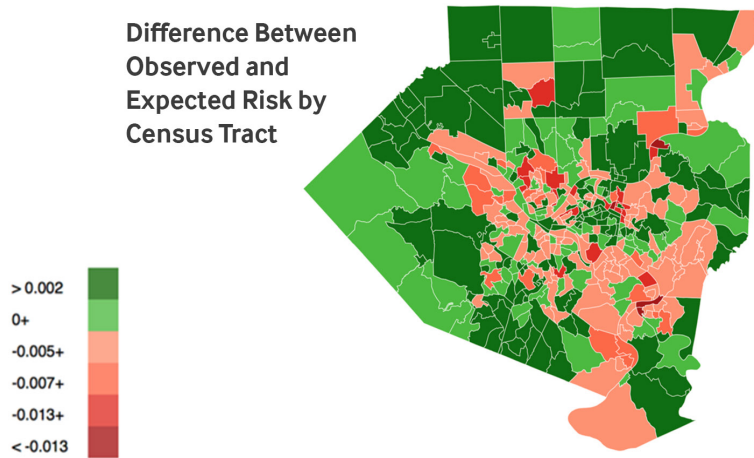 Difference Between
Observed and
Expected Risk by
Census Tract
> 0.002
0+
-0.005+
-0.007+
-0.013+
< -0.013